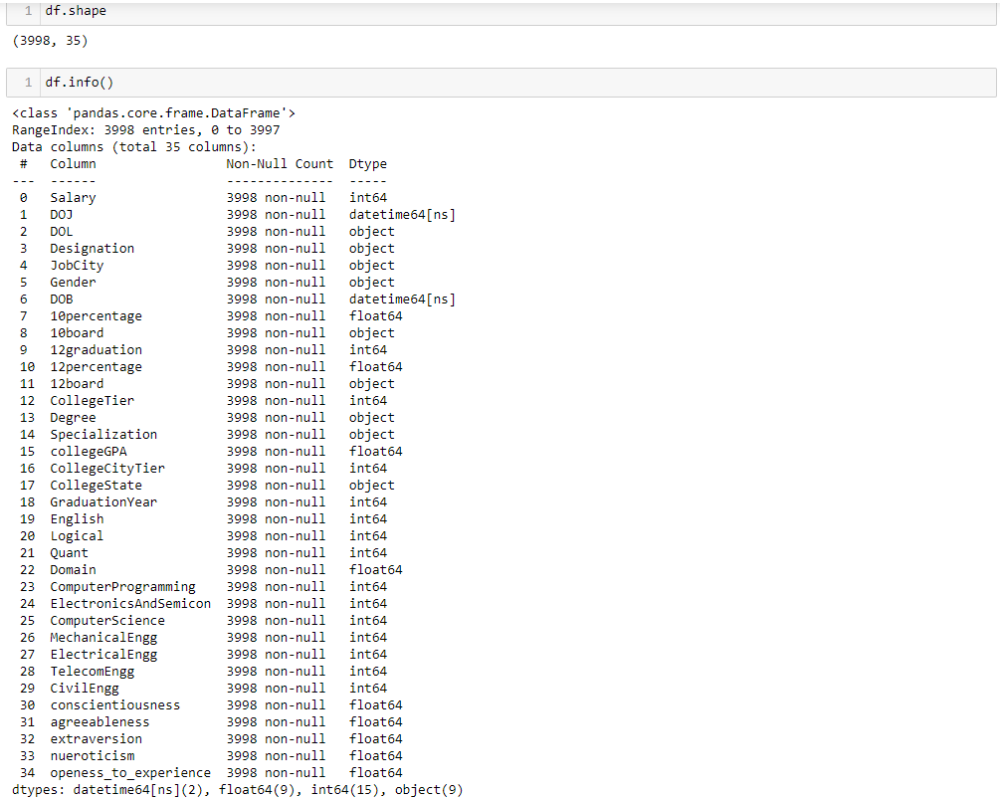 1 df.shape
(3998, 35)
1 df.info()
<class 'pandas.core.frame.DataFrame'>
RangeIndex: 3998 entries, 0 to 3997
Data columns (total 35 columns):
 #   Column                Non-Null Count  Dtype
---  ------                --------------  -----
 0   Salary                3998 non-null   int64
 1   DOJ                   3998 non-null   datetime64[ns]
 2   DOL                   3998 non-null   object
 3   Designation           3998 non-null   object
 4   JobCity               3998 non-null   object
 5   Gender                3998 non-null   object
 6   DOB                   3998 non-null   datetime64[ns]
 7   10percentage          3998 non-null   float64
 8   10board               3998 non-null   object
 9   12graduation          3998 non-null   int64
 10  12percentage          3998 non-null   float64
 11  12board               3998 non-null   object
 12  CollegeTier           3998 non-null   int64
 13  Degree                3998 non-null   object
 14  Specialization        3998 non-null   object
 15  collegeGPA            3998 non-null   float64
 16  CollegeCityTier       3998 non-null   int64
 17  CollegeState          3998 non-null   object
 18  GraduationYear        3998 non-null   int64
 19  English               3998 non-null   int64
 20  Logical               3998 non-null   int64
 21  Quant                 3998 non-null   int64
 22  Domain                3998 non-null   float64
 23  ComputerProgramming   3998 non-null   int64
 24  ElectronicsAndSemicon  3998 non-null   int64
 25  ComputerScience       3998 non-null   int64
 26  MechanicalEngg        3998 non-null   int64
 27  ElectricalEngg        3998 non-null   int64
 28  TelecomEngg           3998 non-null   int64
 29  CivilEngg             3998 non-null   int64
 30  conscientiousness     3998 non-null   float64
 31  agreeableness         3998 non-null   float64
 32  extraversion          3998 non-null   float64
 33  nueroticism           3998 non-null   float64
 34  openess_to_experience  3998 non-null   float64
dtypes: datetime64[ns](2), float64(9), int64(15), object(9)